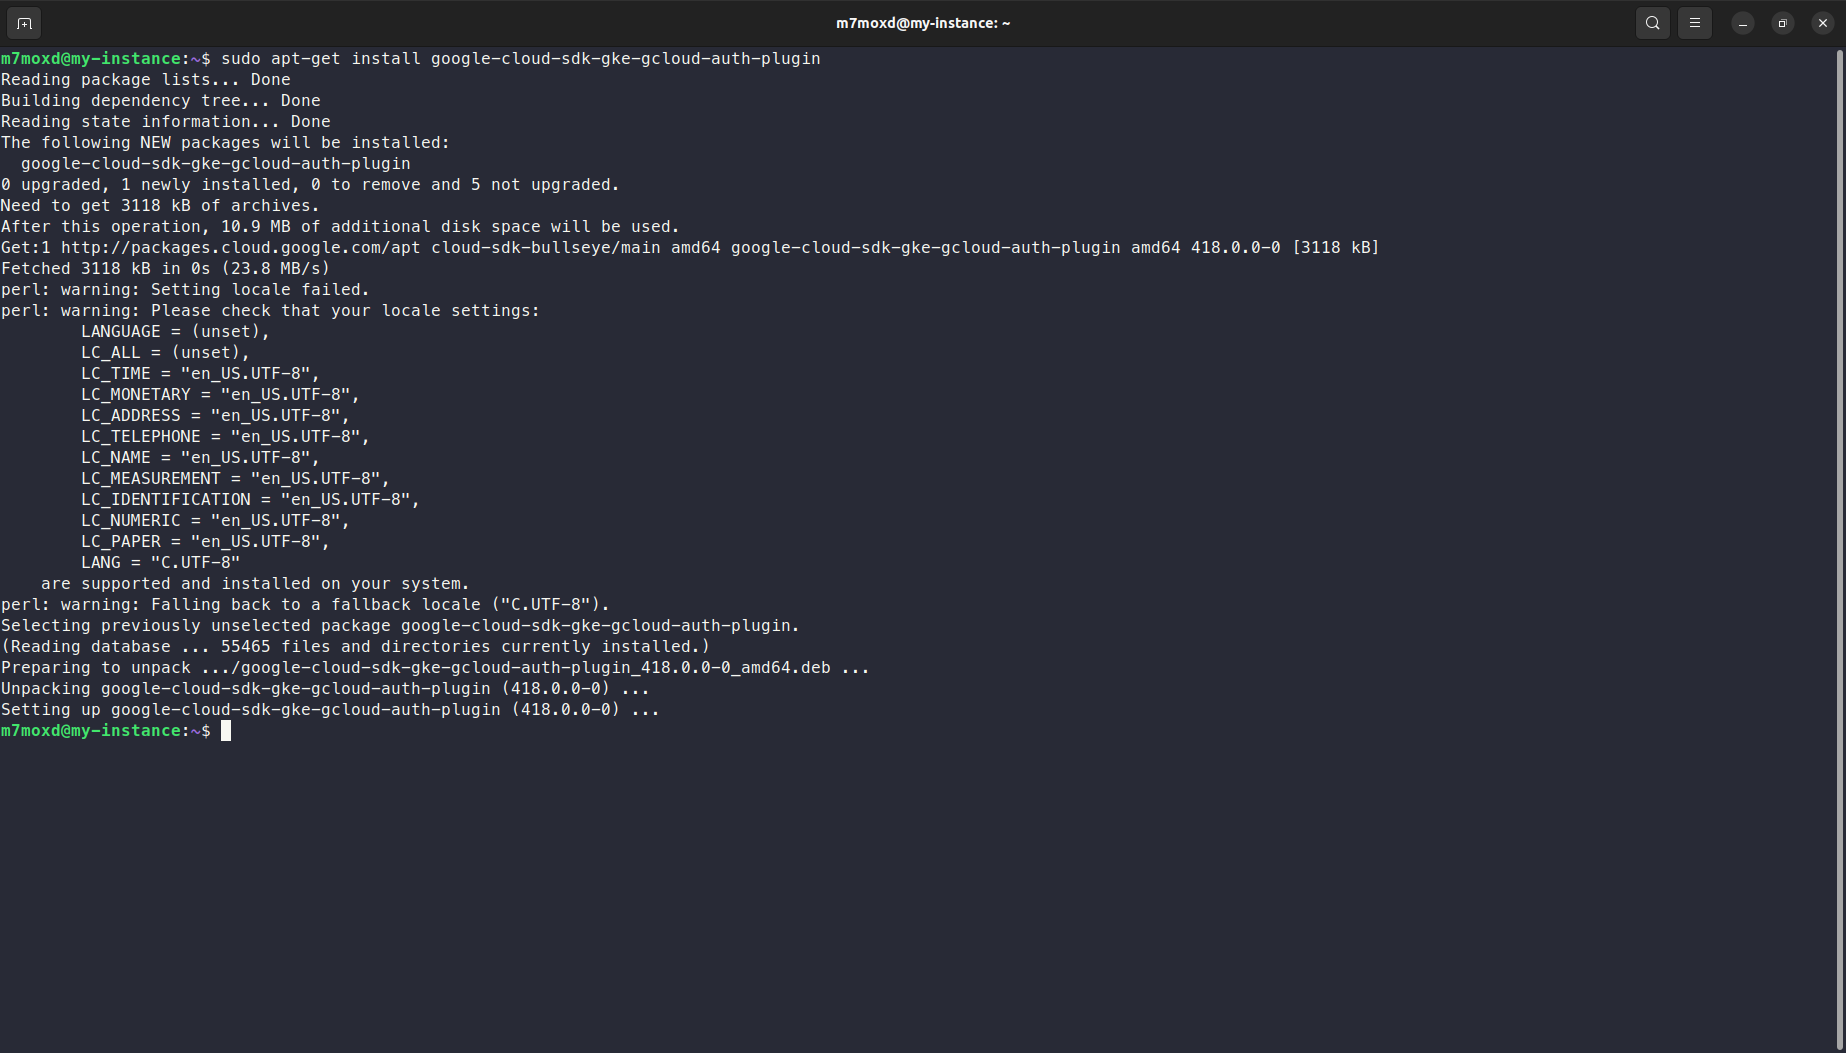 m7moxd@my-instance: ~
m7moxd@my-instance:~$ sudo apt-get install google-cloud-sdk-gke-gcloud-auth-plugin
Reading package lists... Done
Building dependency tree... Done
Reading state information... Done
The following NEW packages will be installed:
  google-cloud-sdk-gke-gcloud-auth-plugin
0 upgraded, 1 newly installed, 0 to remove and 5 not upgraded.
Need to get 3118 kB of archives.
After this operation, 10.9 MB of additional disk space will be used.
Get:1 http://packages.cloud.google.com/apt cloud-sdk-bullseye/main amd64 google-cloud-sdk-gke-gcloud-auth-plugin amd64 418.0.0-0 [3118 kB]
Fetched 3118 kB in 0s (23.8 MB/s)
perl: warning: Setting locale failed.
perl: warning: Please check that your locale settings:
        LANGUAGE = (unset),
        LC_ALL = (unset),
        LC_TIME = "en_US.UTF-8",
        LC_MONETARY = "en_US.UTF-8",
        LC_ADDRESS = "en_US.UTF-8",
        LC_TELEPHONE = "en_US.UTF-8",
        LC_NAME = "en_US.UTF-8",
        LC_MEASUREMENT = "en_US.UTF-8",
        LC_IDENTIFICATION = "en_US.UTF-8",
        LC_NUMERIC = "en_US.UTF-8",
        LC_PAPER = "en_US.UTF-8",
        LANG = "C.UTF-8"
    are supported and installed on your system.
perl: warning: Falling back to a fallback locale ("C.UTF-8").
Selecting previously unselected package google-cloud-sdk-gke-gcloud-auth-plugin.
(Reading database ... 55465 files and directories currently installed.)
Preparing to unpack .../google-cloud-sdk-gke-gcloud-auth-plugin_418.0.0-0_amd64.deb ...
Unpacking google-cloud-sdk-gke-gcloud-auth-plugin (418.0.0-0) ...
Setting up google-cloud-sdk-gke-gcloud-auth-plugin (418.0.0-0) ...
m7moxd@my-instance:~$